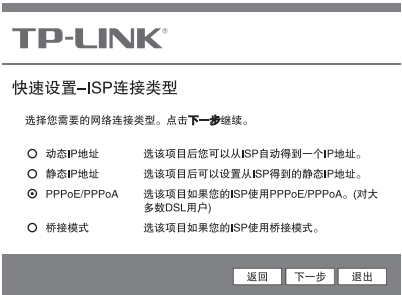 TP-LINK®
快速设置–ISP连接类型
选择您需要的网络连接类型。点击下一步继续。
动态IP地址 选该项目后您可以从ISP自动得到一个IP地址。
静态IP地址 选该项目后可以设置从ISP得到的静态IP地址。
PPPoE/PPPoA 选该项目如果您的ISP使用PPPoE/PPPoA。(对大
多数DSL用户)
桥接模式 选该项目如果您的ISP使用桥接模式。
返回 下一步 退出